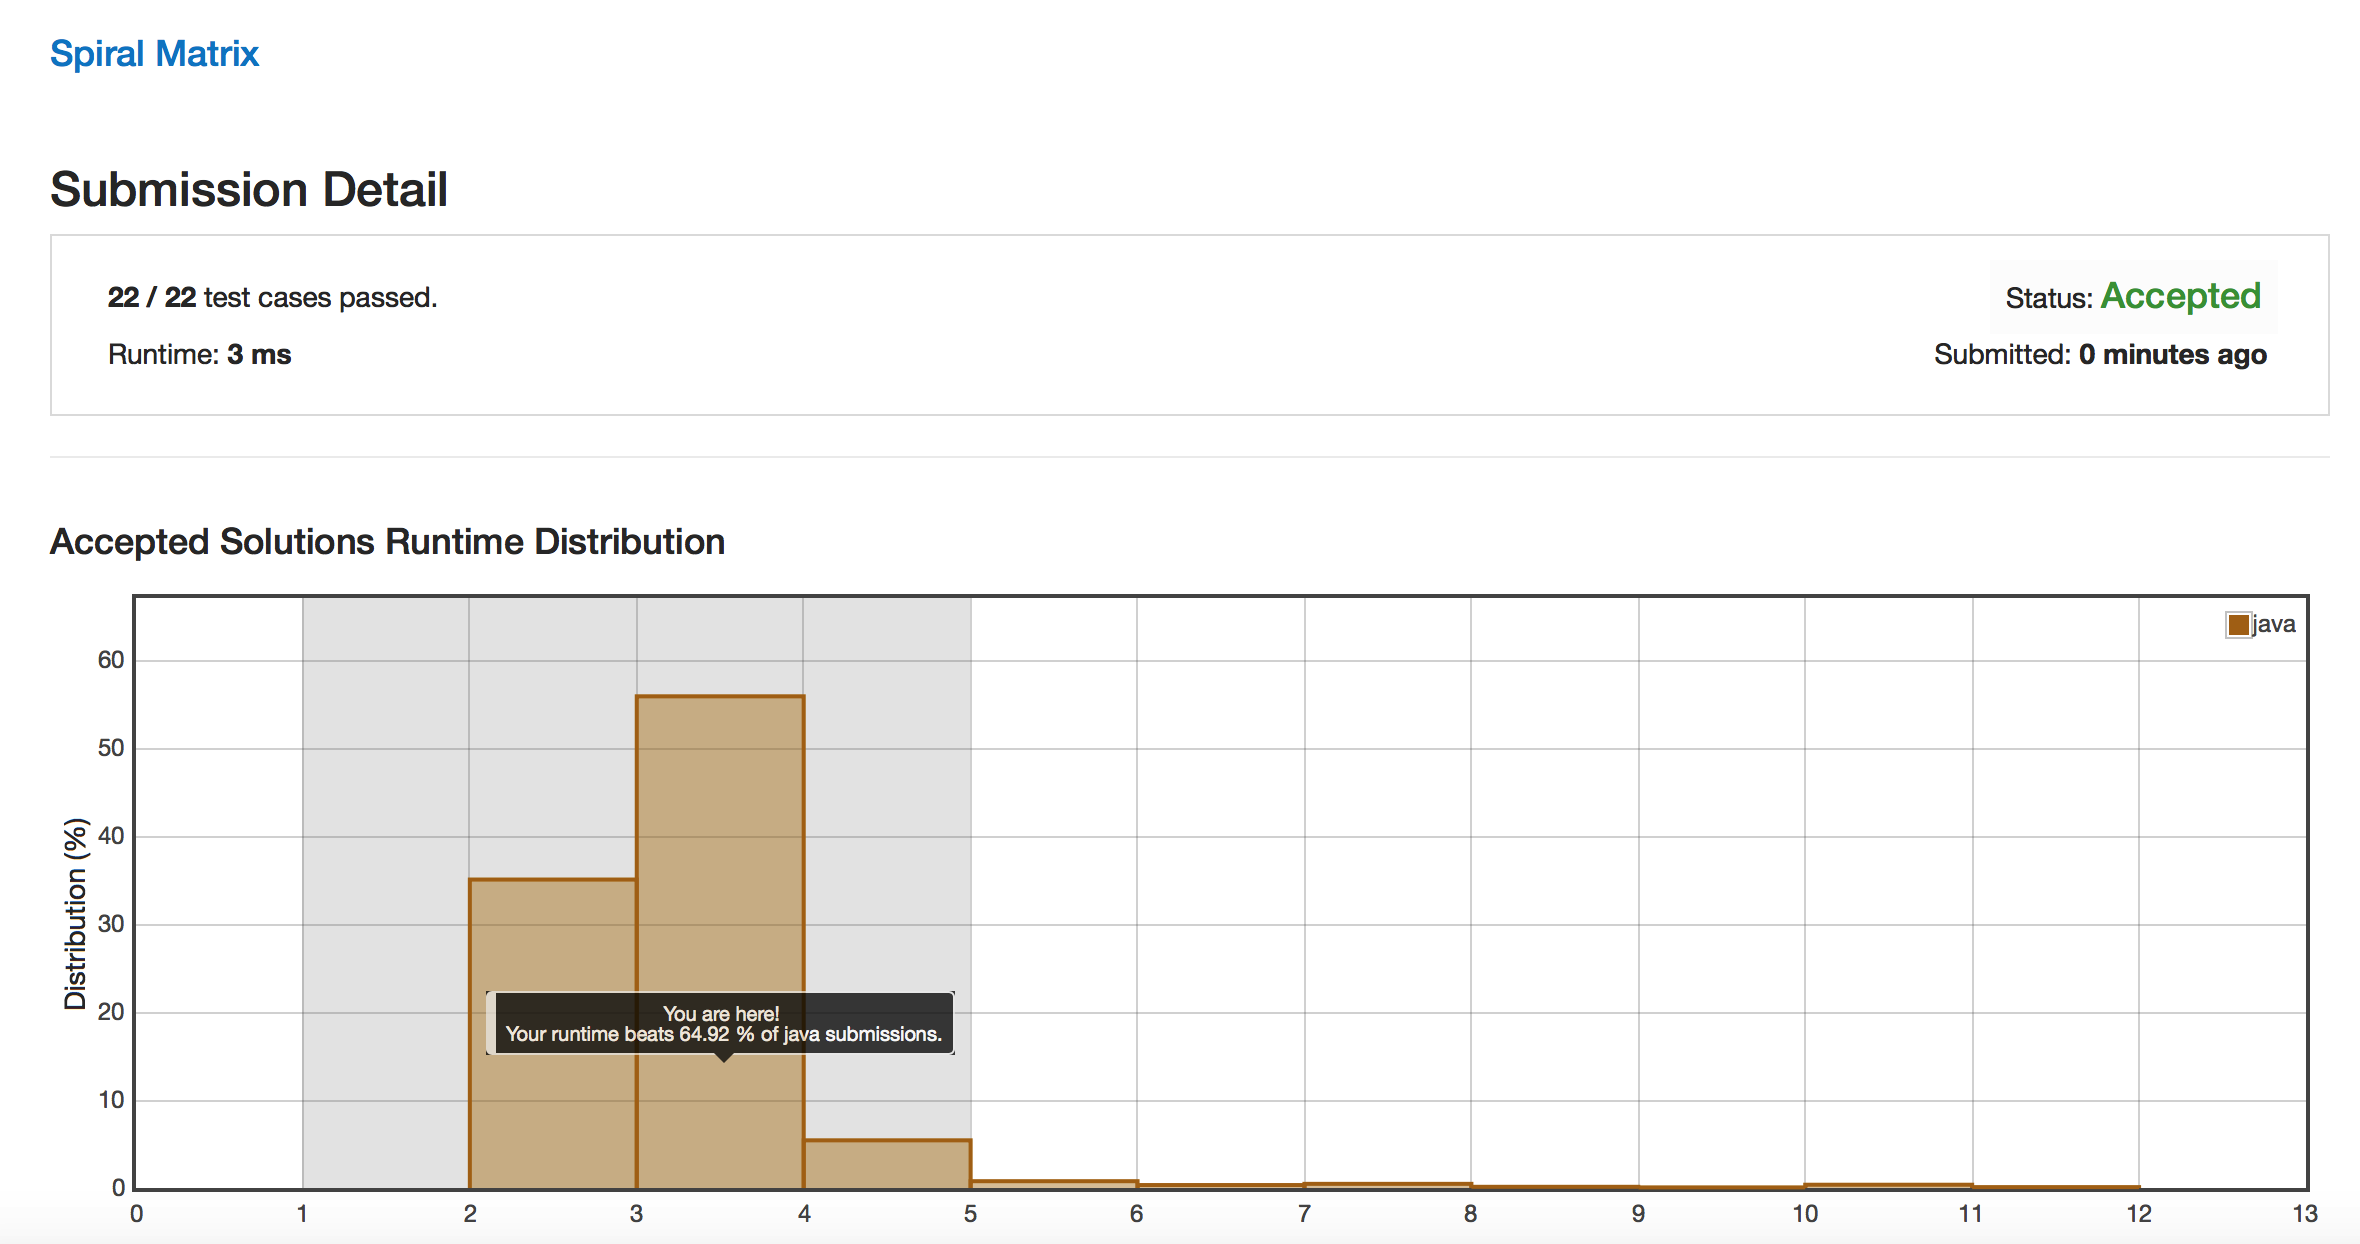 Spiral Matrix
Submission Detail
22 / 22 test cases passed.
Status: Accepted
Runtime: 3 ms
Submitted: 0 minutes ago
Accepted Solutions Runtime Distribution
java
60
50
40
30
20
10
0
Distribution (%)
You are here!
Your runtime beats 64.92 % of java submissions.
0 1 2 3 4 5 6 7 8 9 10 11 12 13